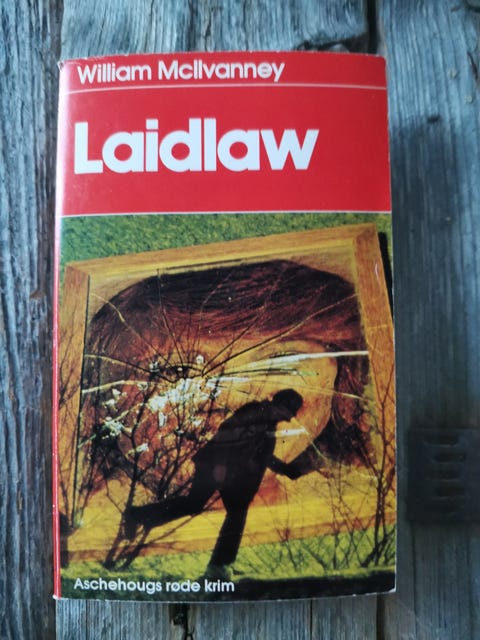 William McIlvanney
Laidlaw
Aschehougs røde krim